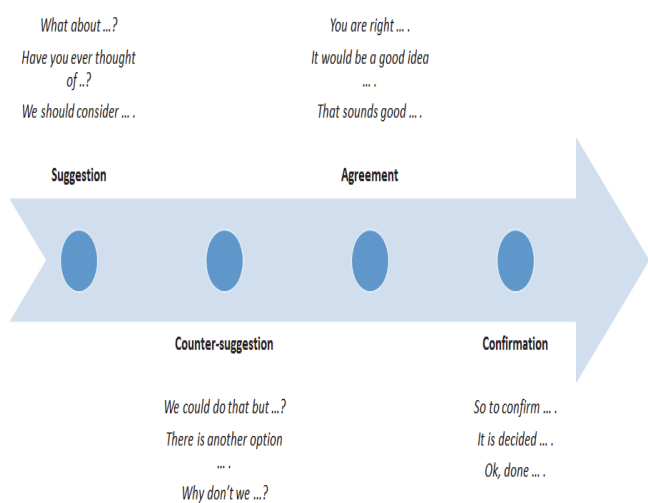 What about ...?
Have you ever thought
of ..?
We should consider ... .
Suggestion
You are right ... .
It would be a good idea
... .
That sounds good ... .
Agreement
Counter-suggestion
We could do that but ...?
There is another option
... .
Why don't we ...?
Confirmation
So to confirm ... .
It is decided ... .
Ok, done ... .